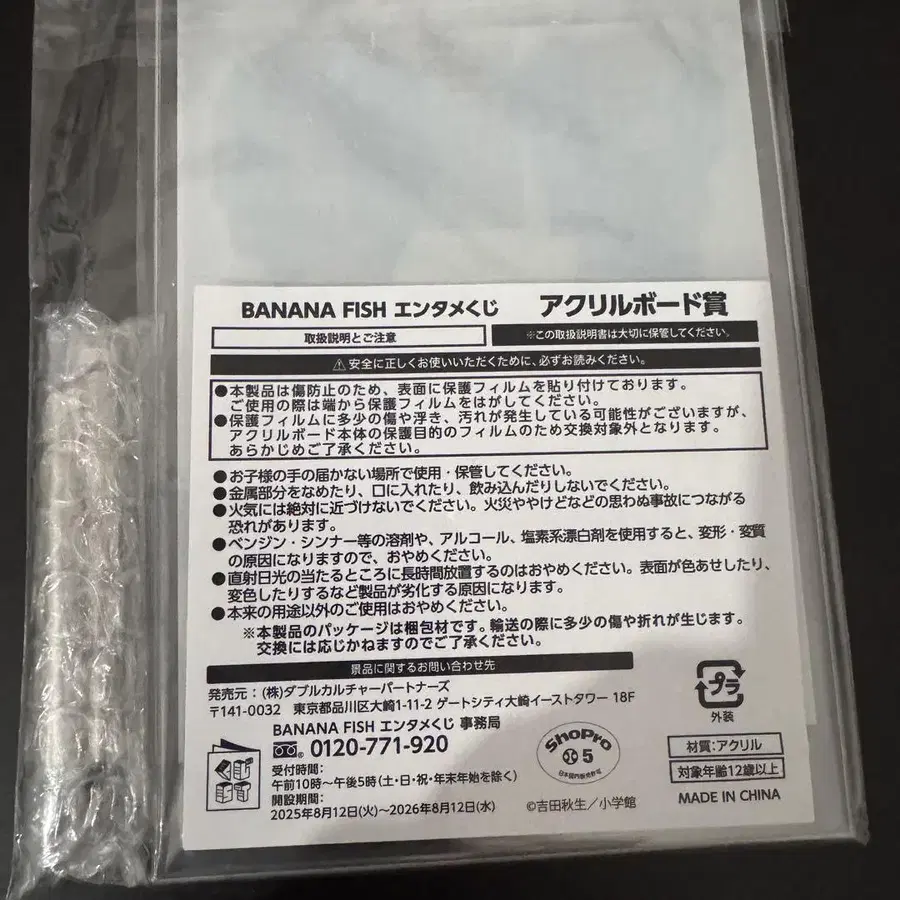 BANANA FISH エンタメくじ アクリルボード賞
取扱説明とご注意
※この取扱説明書は大切に保管してください。
⚠安全に正しくお使いいただくために、必ずお読みください。
●本製品は傷防止のため、表面に保護フィルムを貼り付けております。
ご使用の際は端から保護フィルムをはがしてください。
●保護フィルムに多少の傷や浮き、汚れが発生している可能性がございますが、
アクリルボード本体の保護目的のフィルムのため交換対象外となります。
あらかじめご了承ください。
●お子様の手の届かない場所で使用・保管してください。
●金属部分をなめたり、口に入れたり、飲み込んだりしないでください。
●火気には絶対に近づけないでください。火災ややけどなどの思わぬ事故につながる
恐れがあります。
●ベンジン・シンナー等の溶剤や、アルコール、塩素系漂白剤を使用すると、変形・変質
の原因になりますので、おやめください。
●直射日光の当たるところに長時間放置するのはおやめください。表面が色あせしたり、
変色したりするなど製品が劣化する原因になります。
●本来の用途以外のご使用はおやめください。
※本製品のパッケージは梱包材です。輸送の際に多少の傷や折れが生じます。
交換には応じかねますのでご了承ください。
景品に関するお問い合わせ先
発売元：(株)ダブルカルチャーパートナーズ
〒141-0032 東京都品川区大崎1-11-2 ゲートシティ大崎イーストタワー 18F
BANANA FISH エンタメくじ 事務局
0120-771-920
受付時間：
午前10時～午後5時(土・日・祝・年末年始を除く)
開設期間：
2025年8月12日(火)～2026年8月12日(水)
ShoPro
5
日本国内販売許可
©吉田秋生／小学館
プラ
外装
材質：アクリル
対象年齢12歳以上
MADE IN CHINA